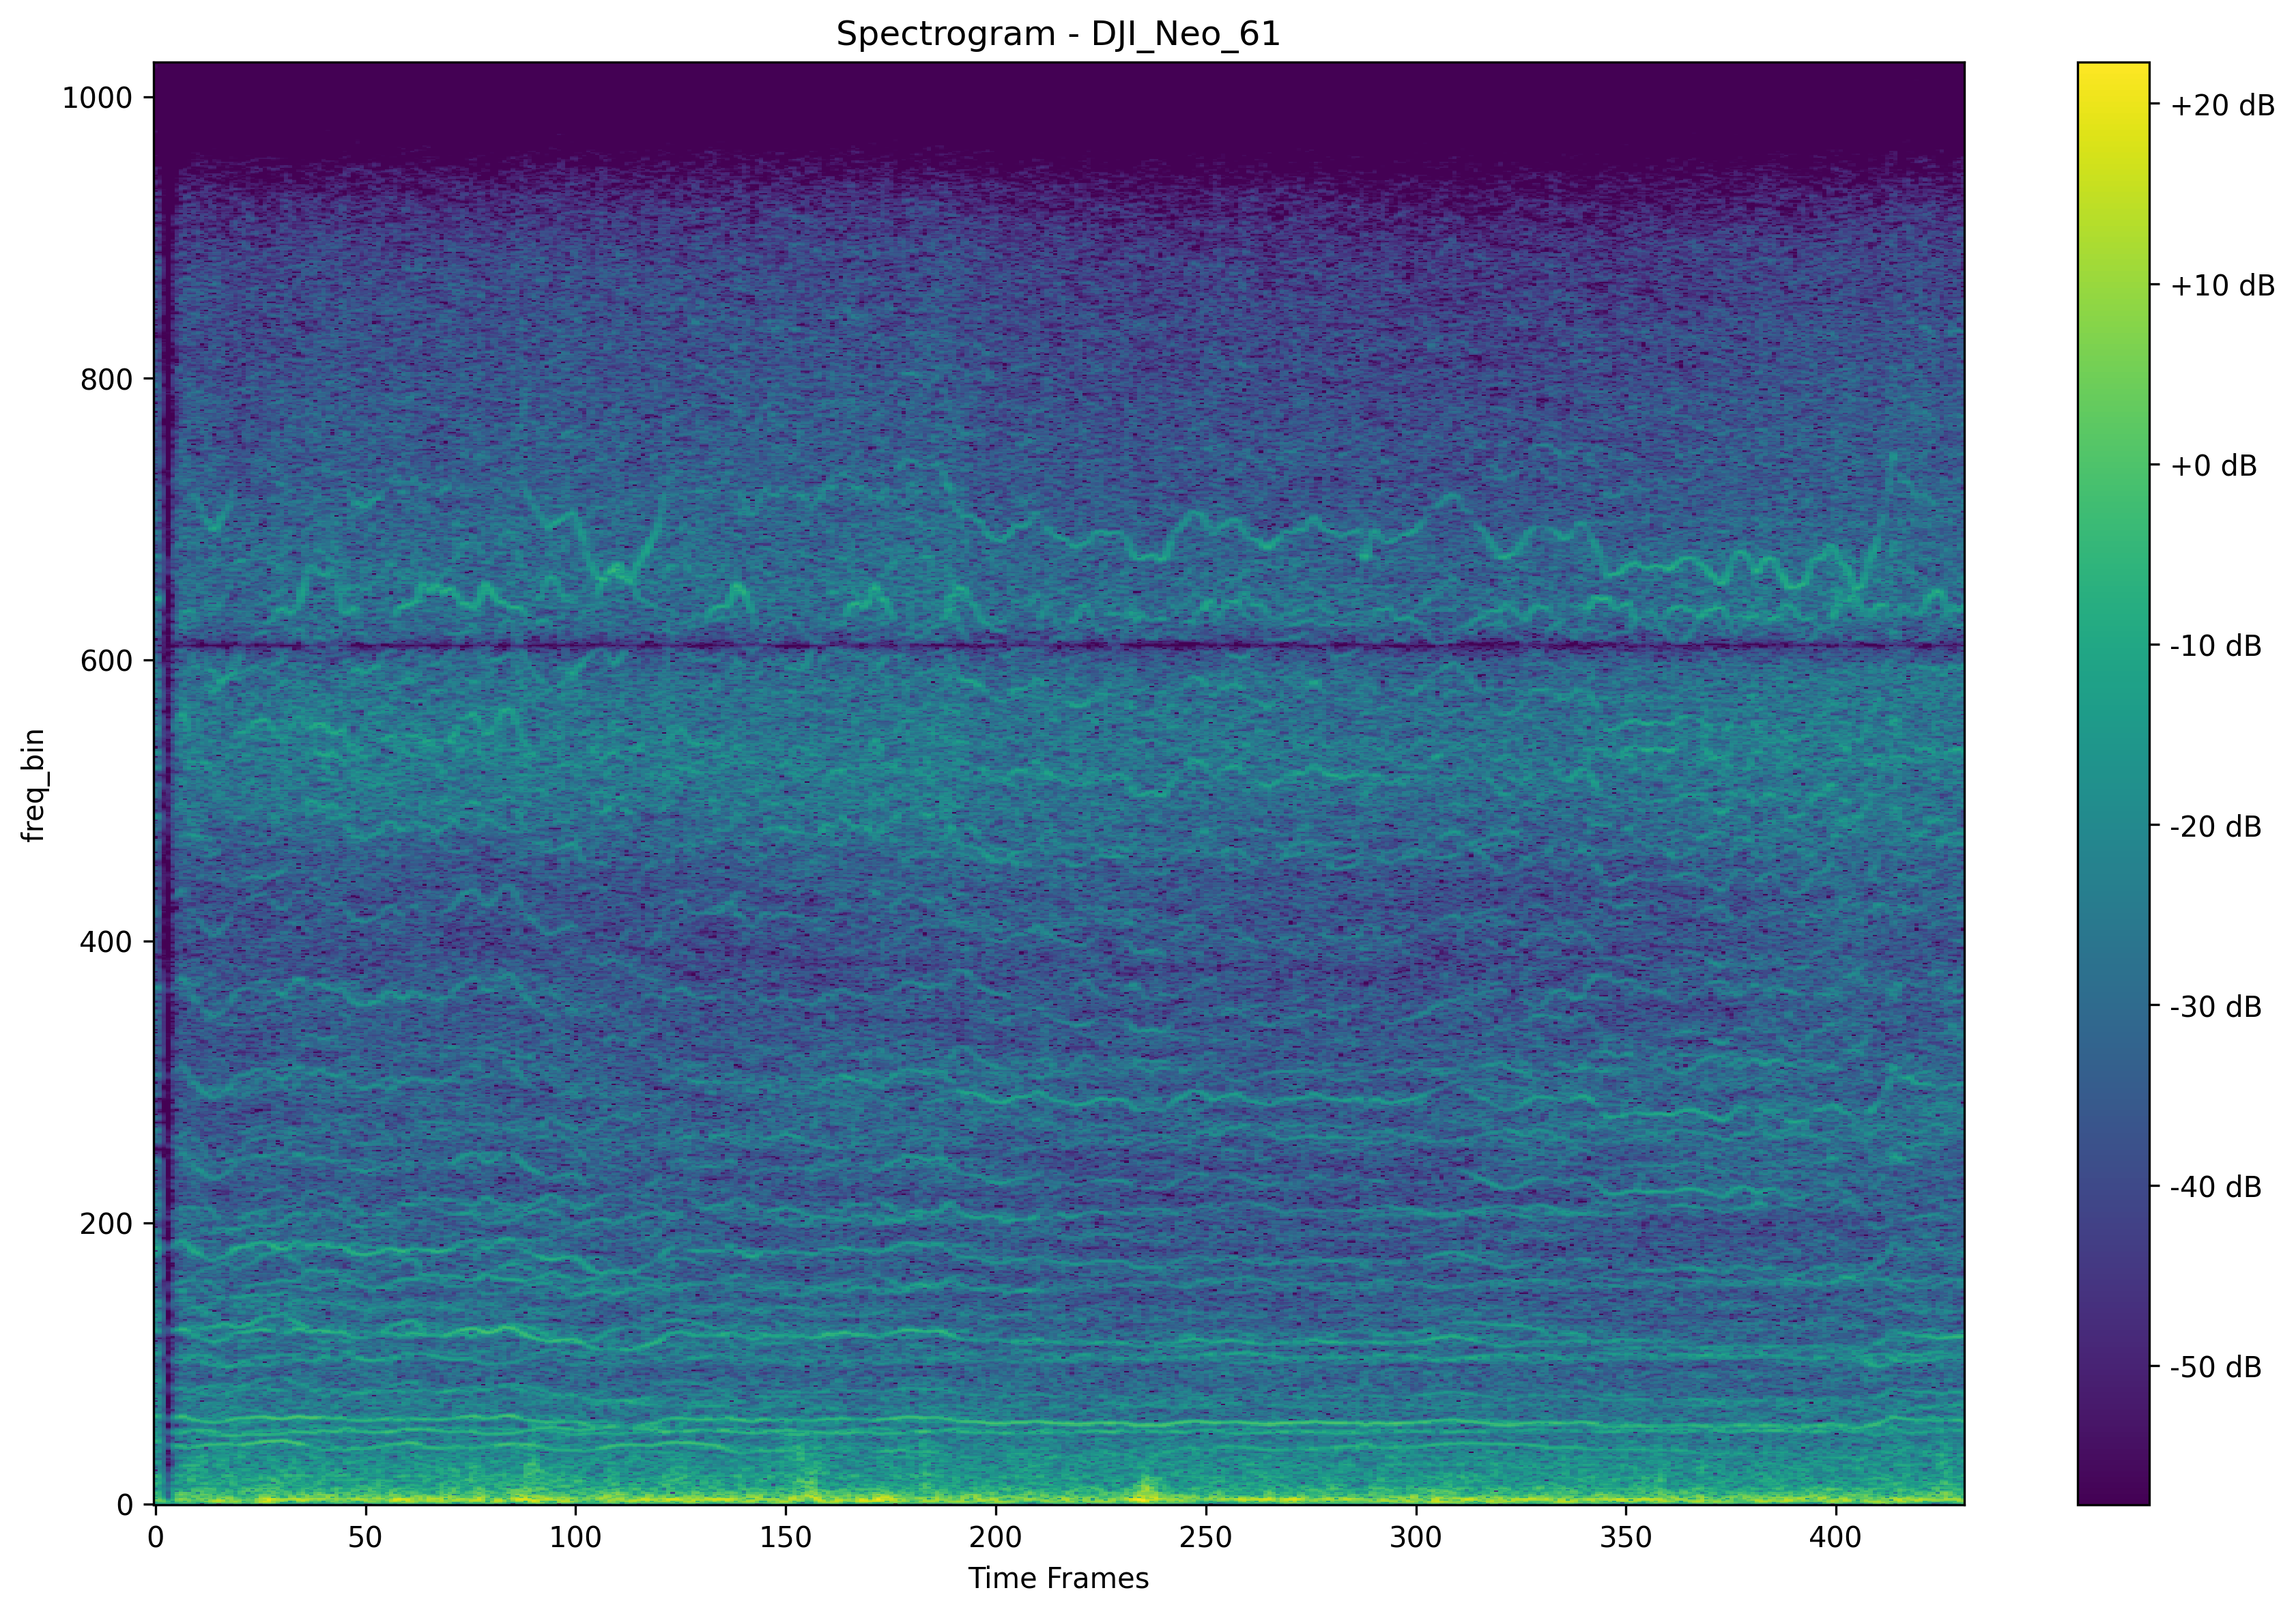 Spectrogram - DJI_Neo_61
1000
800
600
400
200
0
freq_bin
0 50 100 150 200 250 300 350 400
Time Frames
+20 dB
+10 dB
+0 dB
-10 dB
-20 dB
-30 dB
-40 dB
-50 dB